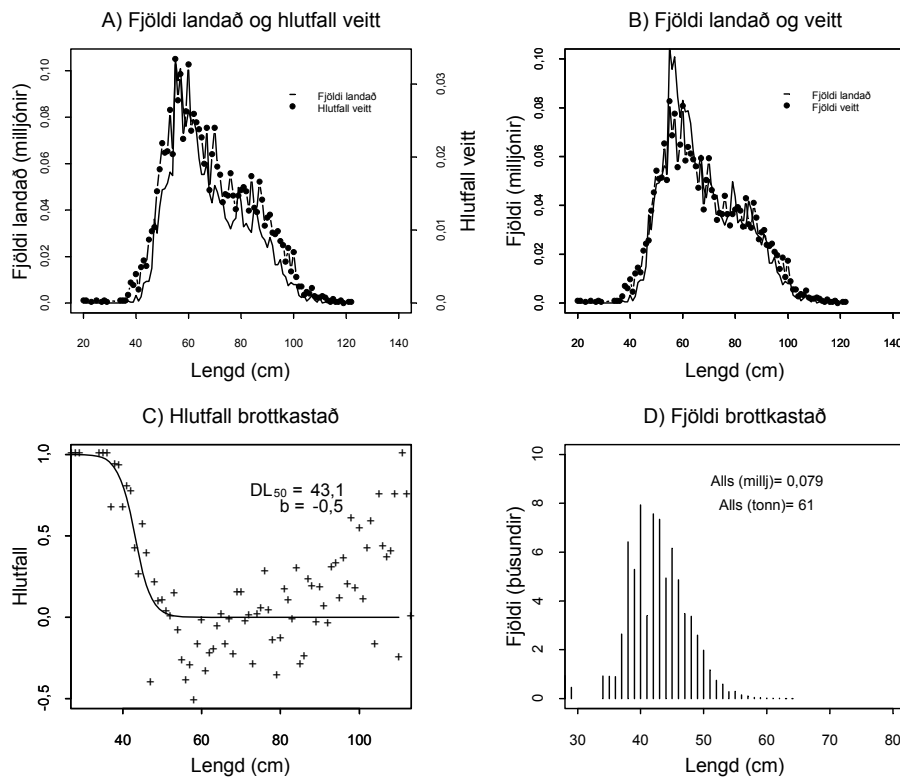 A) Fjöldi landað og hlutfall veitt
Fjöldi landað (milljónir)
0,0
0,02
0,04
0,06
0,08
0,10
Fjöldi landað
Hlutfall veitt
0,0
0,01
0,02
0,03
Hlutfall veitt
20 40 60 80 100 120 140
Lengd (cm)
B) Fjöldi landað og veitt
Fjöldi (milljónir)
0,0
0,02
0,04
0,06
0,08
0,10
Fjöldi landað
Fjöldi veitt
20 40 60 80 100 120 140
Lengd (cm)
C) Hlutfall brottkastað
Hlutfall
-0,5
0,0
0,5
1,0
DL50 = 43,1
b = -0,5
40 60 80 100
Lengd (cm)
D) Fjöldi brottkastað
Fjöldi (þúsundir)
0
2
4
6
8
10
Alls (millj)= 0,079
Alls (tonn)= 61
30 40 50 60 70 80
Lengd (cm)